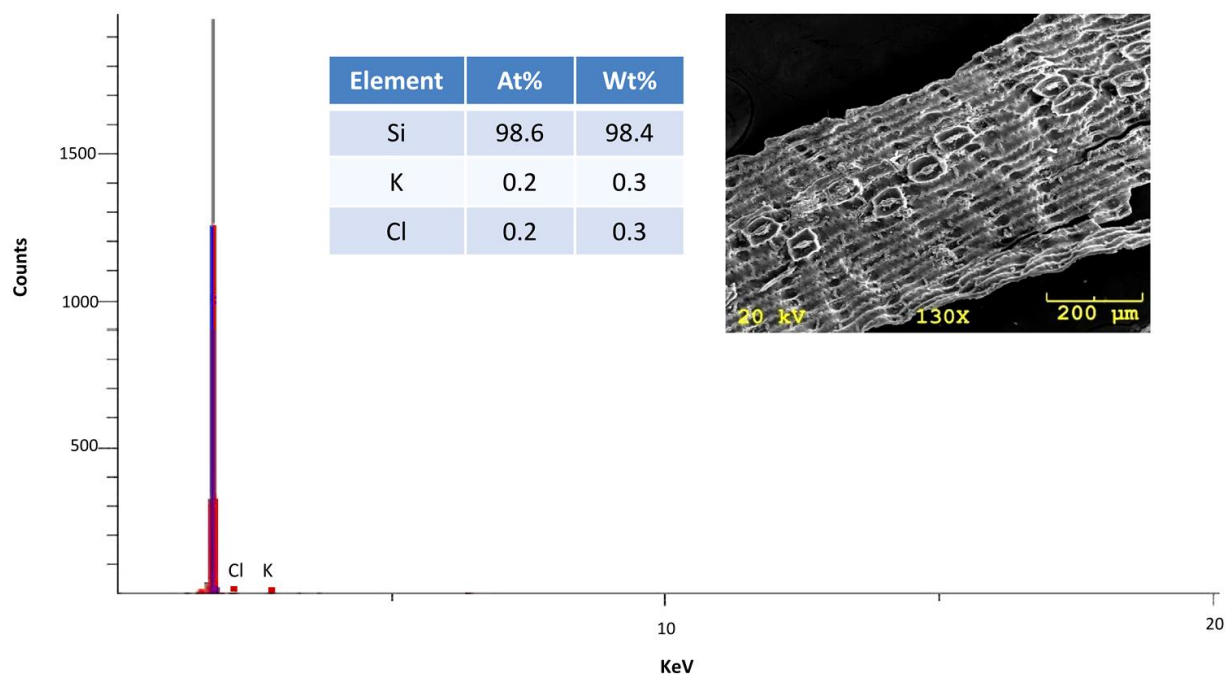 Element At% Wt%
Si 98.6 98.4
K 0.2 0.3
Cl 0.2 0.3
1500
1000
500
Counts
Cl K
10
20
KeV
20 kV 130X 200 µm